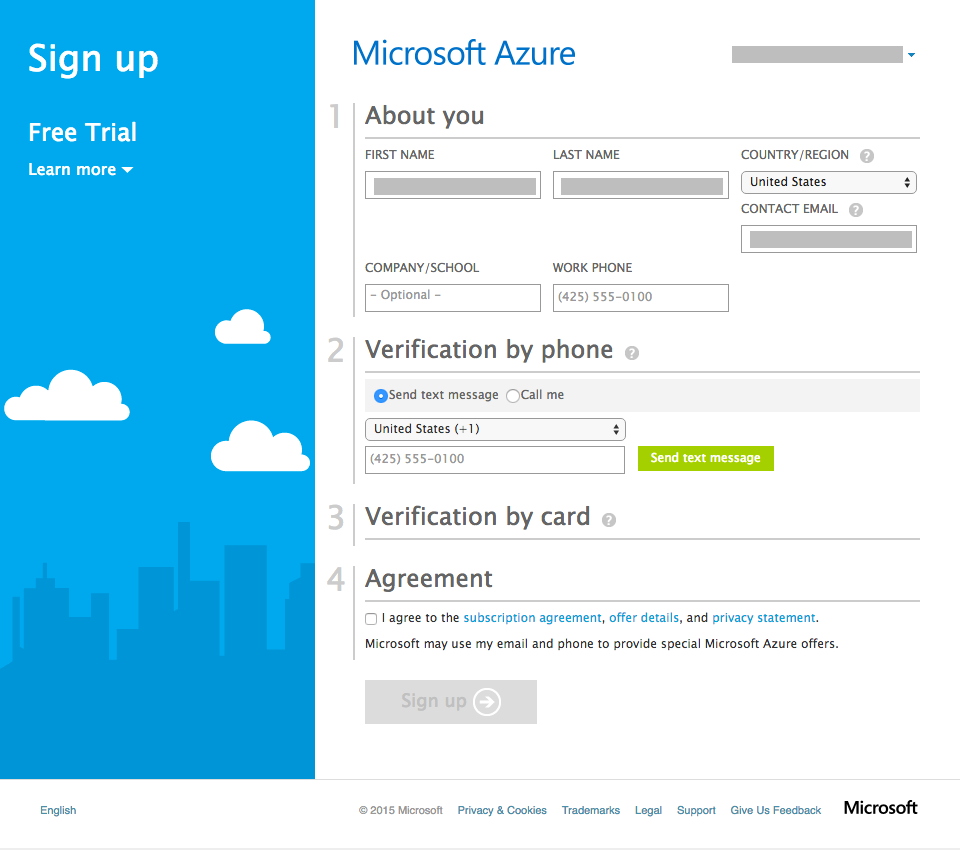 Sign up
Free Trial
Learn more
Microsoft Azure
1 About you
FIRST NAME LAST NAME COUNTRY/REGION ?
United States
CONTACT EMAIL ?
COMPANY/SCHOOL WORK PHONE
- Optional - (425) 555-0100
2 Verification by phone ?
Send text message Call me
United States (+1)
(425) 555-0100 Send text message
3 Verification by card ?
4 Agreement
I agree to the subscription agreement, offer details, and privacy statement.
Microsoft may use my email and phone to provide special Microsoft Azure offers.
Sign up
English © 2015 Microsoft Privacy & Cookies Trademarks Legal Support Give Us Feedback Microsoft